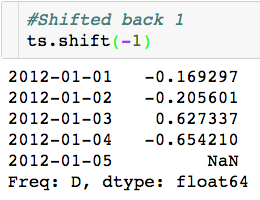 #Shifted back 1
ts.shift(-1)
2012-01-01   -0.169297
2012-01-02   -0.205601
2012-01-03    0.627337
2012-01-04   -0.654210
2012-01-05         NaN
Freq: D, dtype: float64